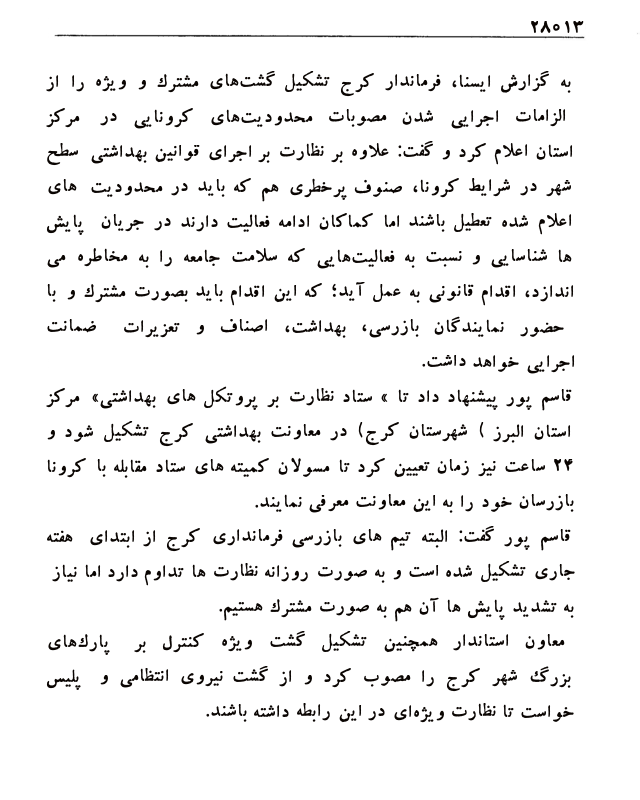 ۲۸۰۱۳
به گزارش ایسنا، فرماندار کرج تشکیل گشت‌های مشترك و ویژه را از
الزامات اجرایی شدن مصوبات محدودیت‌های کرونایی در مرکز
استان اعلام کرد و گفت: علاوه بر نظارت بر اجرای قوانین بهداشتی سطح
شهر در شرایط کرونا، صنوف پرخطری هم که باید در محدودیت های
اعلام شده تعطیل باشند اما کماکان ادامه فعالیت دارند در جریان پایش
ها شناسایی و نسبت به فعالیت‌هایی که سلامت جامعه را به مخاطره می
اندازد، اقدام قانونی به عمل آید؛ که این اقدام باید بصورت مشترك و با
حضور نمایندگان بازرسی، بهداشت، اصناف و تعزیرات ضمانت
اجرایی خواهد داشت.
قاسم پور پیشنهاد داد تا » ستاد نظارت بر پروتکل های بهداشتی» مرکز
استان البرز ) شهرستان کرج) در معاونت بهداشتی کرج تشکیل شود و
۲۴ ساعت نیز زمان تعیین کرد تا مسولان کمیته های ستاد مقابله با کرونا
بازرسان خود را به این معاونت معرفی نمایند.
قاسم پور گفت: البته تیم های بازرسی فرمانداری کرج از ابتدای هفته
جاری تشکیل شده است و به صورت روزانه نظارت ها تداوم دارد اما نیاز
به تشدید پایش ها آن هم به صورت مشترك هستیم.
معاون استاندار همچنین تشکیل گشت ویژه کنترل بر پارك‌های
بزرگ شهر کرج را مصوب کرد و از گشت نیروی انتظامی و پلیس
خواست تا نظارت ویژه‌ای در این رابطه داشته باشند.